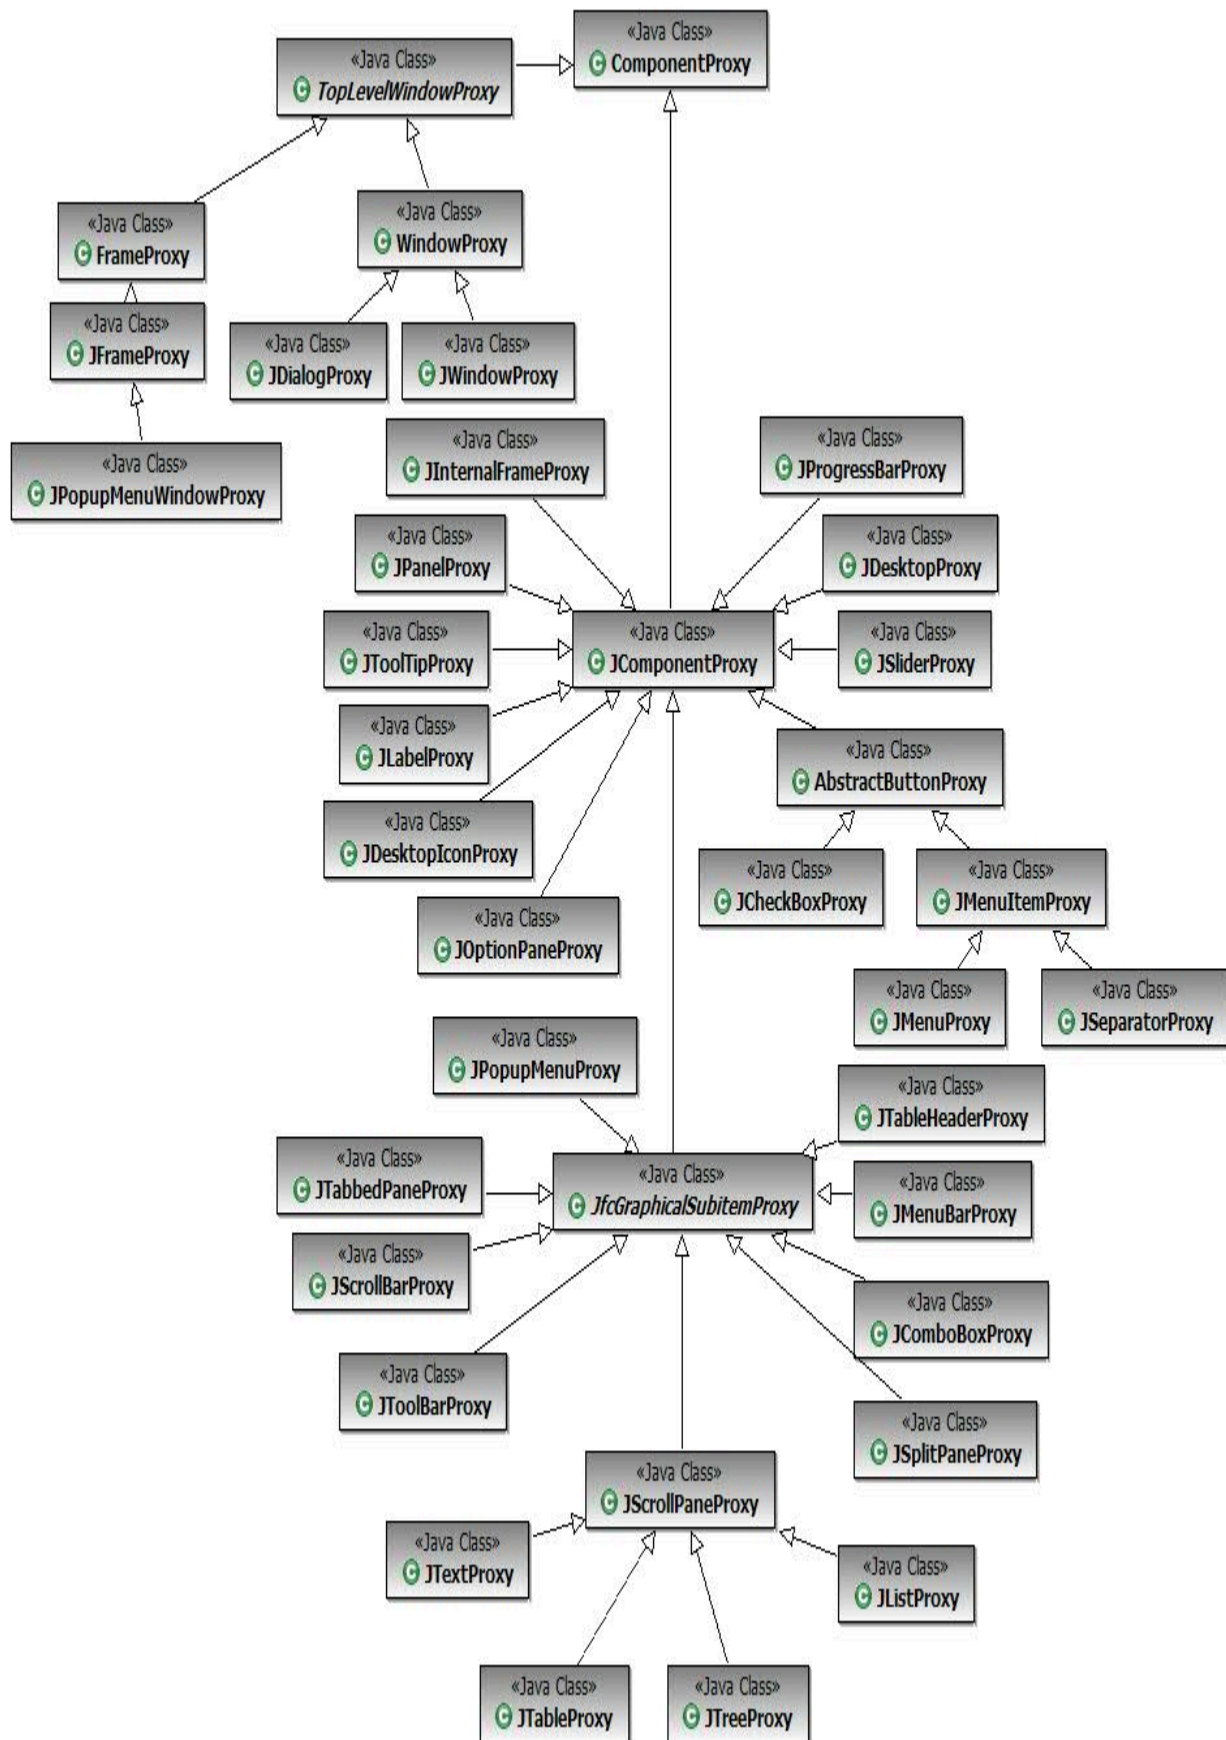 «Java Class»
ComponentProxy
«Java Class»
TopLevelWindowProxy
«Java Class»
FrameProxy
«Java Class»
WindowProxy
«Java Class»
JFrameProxy
«Java Class»
JDialogProxy
«Java Class»
JWindowProxy
«Java Class»
JPopupMenuWindowProxy
«Java Class»
JInternalFrameProxy
«Java Class»
JProgressBarProxy
«Java Class»
JPanelProxy
«Java Class»
JDesktopProxy
«Java Class»
JToolTipProxy
«Java Class»
JComponentProxy
«Java Class»
JSliderProxy
«Java Class»
JLabelProxy
«Java Class»
AbstractButtonProxy
«Java Class»
JDesktopIconProxy
«Java Class»
JCheckBoxProxy
«Java Class»
JMenuItemProxy
«Java Class»
JOptionPaneProxy
«Java Class»
JMenuProxy
«Java Class»
JSeparatorProxy
«Java Class»
JPopupMenuProxy
«Java Class»
JTableHeaderProxy
«Java Class»
JTabbedPaneProxy
«Java Class»
JfcGraphicalSubitemProxy
«Java Class»
JMenuBarProxy
«Java Class»
JScrollBarProxy
«Java Class»
JComboBoxProxy
«Java Class»
JToolBarProxy
«Java Class»
JSplitPaneProxy
«Java Class»
JScrollPaneProxy
«Java Class»
JTextProxy
«Java Class»
JListProxy
«Java Class»
JTableProxy
«Java Class»
JTreeProxy